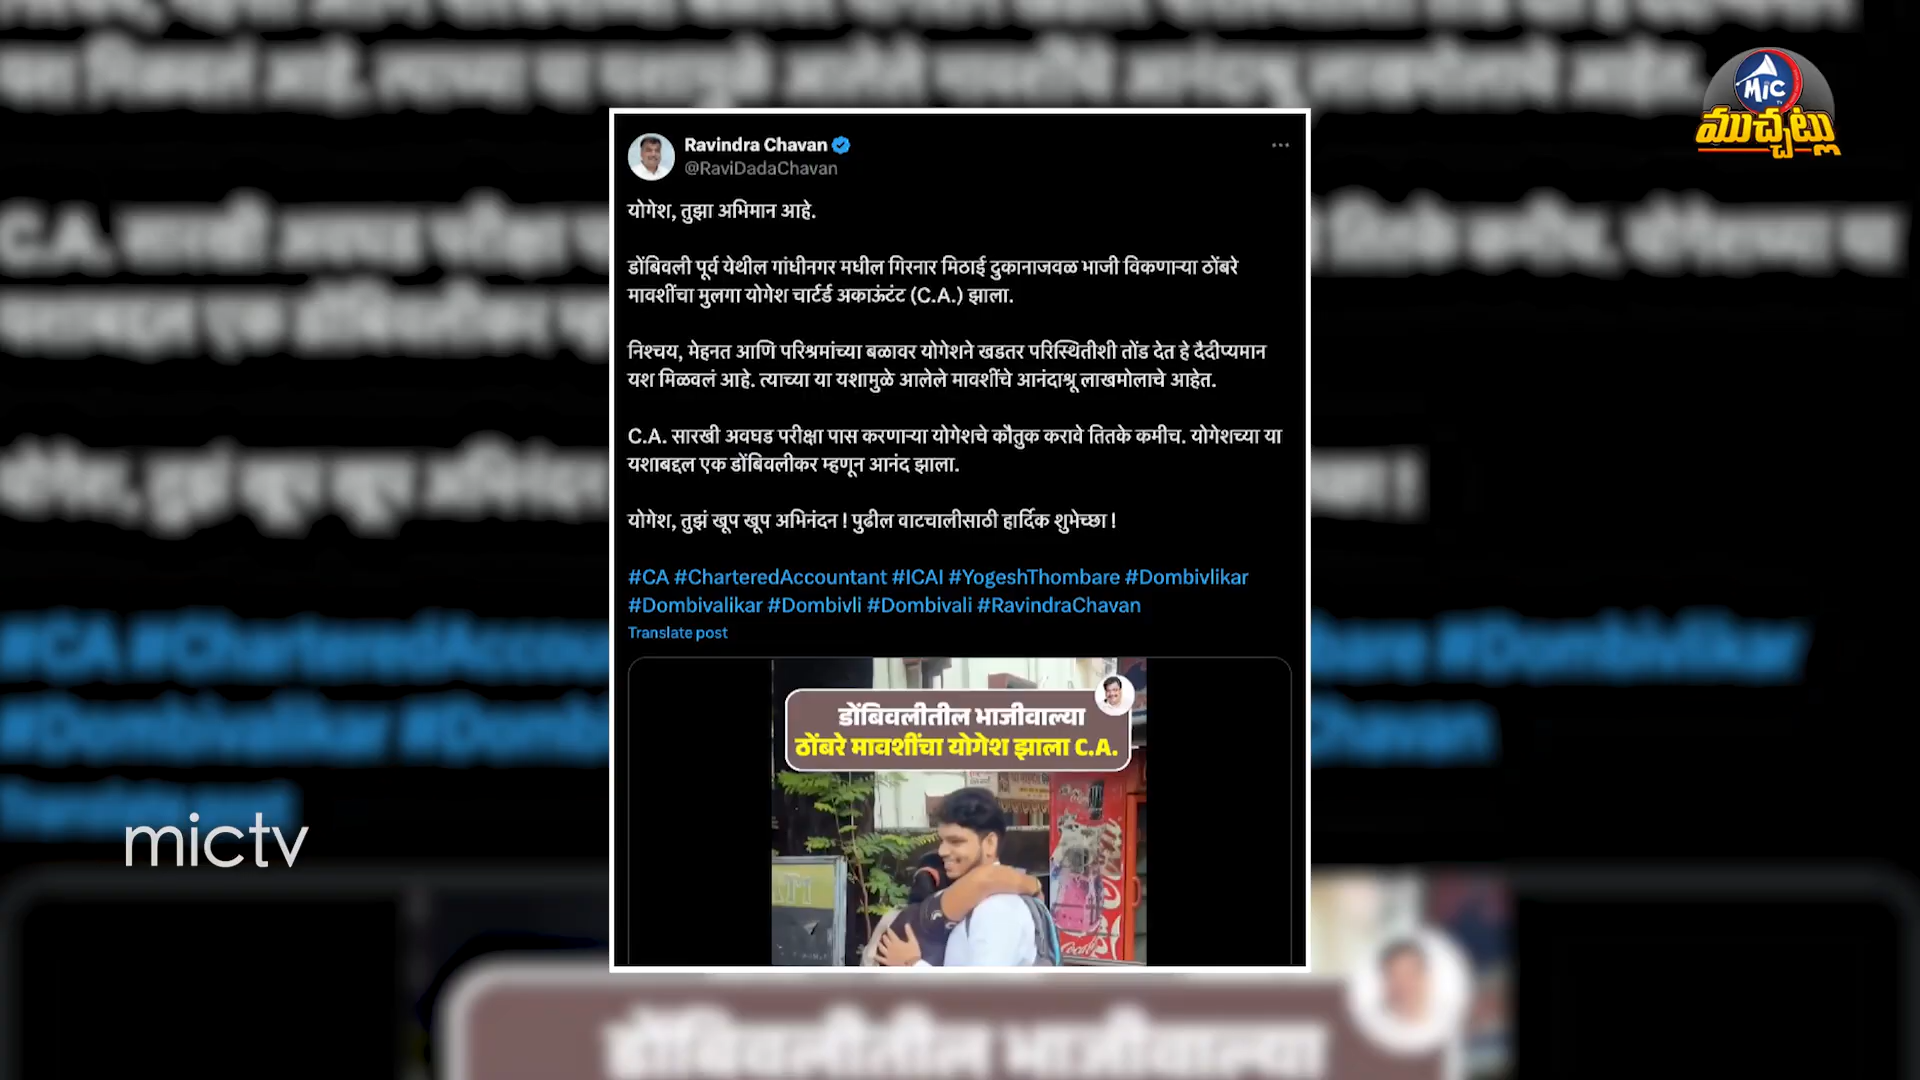 MiC
ముచ్చట్లు
Ravindra Chavan
@RaviDadaChavan
योगेश, तुझा अभिमान आहे.
डोंबिवली पूर्व येथील गांधीनगर मधील गिरनार मिठाई दुकानाजवळ भाजी विकणाऱ्या ठोंबरे
मावशींचा मुलगा योगेश चार्टर्ड अकाऊंटंट (C.A.) झाला.
निश्चय, मेहनत आणि परिश्रमांच्या बळावर योगेशने खडतर परिस्थितीशी तोंड देत हे दैदीप्यमान
यश मिळवलं आहे. त्याच्या या यशामुळे आलेले मावशींचे आनंदाश्रू लाखमोलाचे आहेत.
C.A. सारखी अवघड परीक्षा पास करणाऱ्या योगेशचे कौतुक करावे तितके कमीच. योगेशच्या या
यशाबद्दल एक डोंबिवलीकर म्हणून आनंद झाला.
योगेश, तुझं खूप खूप अभिनंदन ! पुढील वाटचालीसाठी हार्दिक शुभेच्छा !
#CA #CharteredAccountant #ICAI #YogeshThombare #Dombivlikar
#Dombivalikar #Dombivli #Dombivali #RavindraChavan
Translate post
डोंबिवलीतील भाजीवाल्या
ठोंबरे मावशींचा योगेश झाला C.A.
mictv